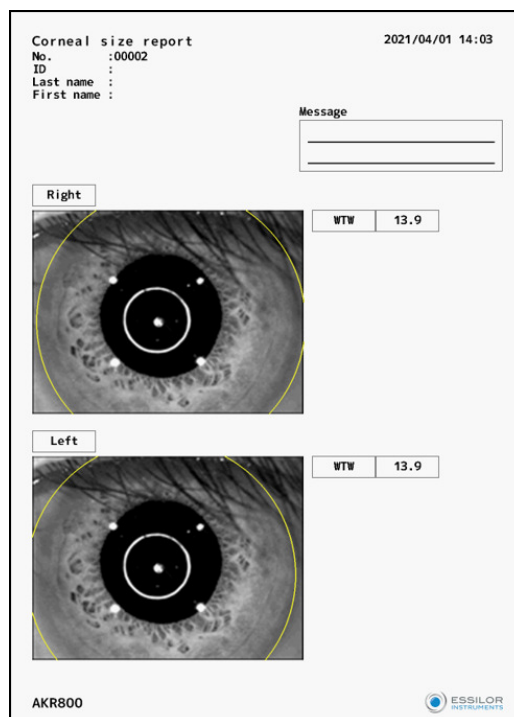 Corneal size report
2021/04/01 14:03
No. :00002
ID :
Last name :
First name :
Message
Right
WTW 13.9
Left
WTW 13.9
AKR800
ESSILOR
INSTRUMENTS